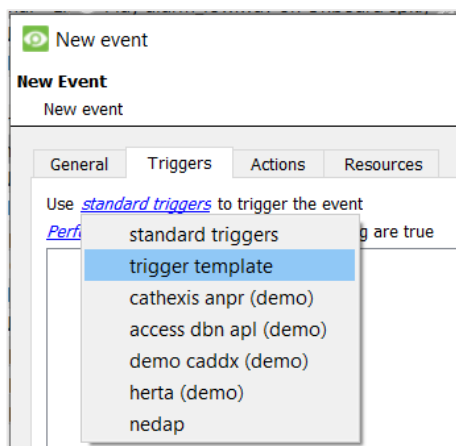 New event
New Event
New event
General Triggers Actions Resources
Use standard triggers to trigger the event
are true
standard triggers
trigger template
cathexis anpr (demo)
access dbn apl (demo)
demo caddx (demo)
herta (demo)
nedap